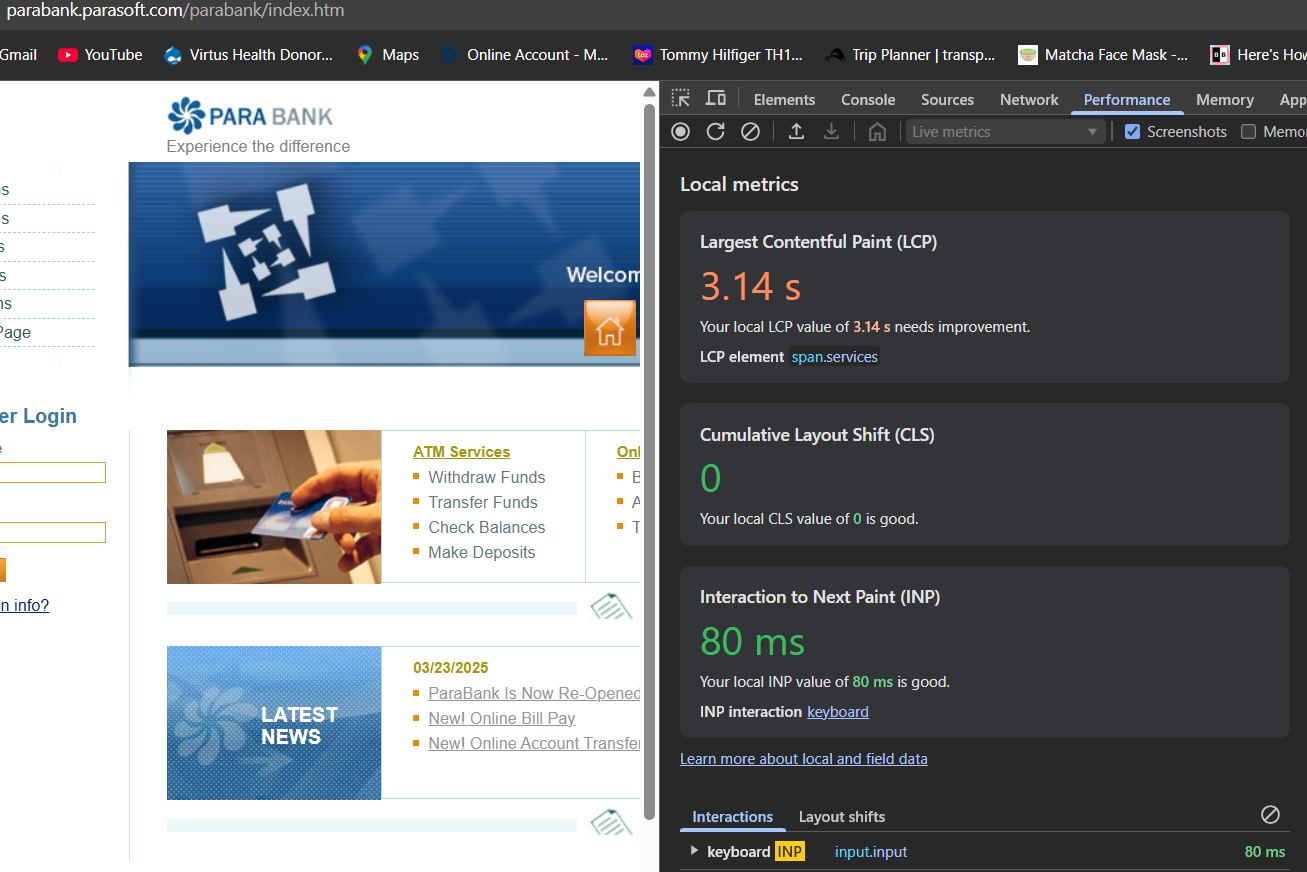 parabank.parasoft.com/parabank/index.htm
Gmail YouTube Virtus Health Donor... Maps Online Account - M... Tommy Hilfiger TH1... Trip Planner | transp... Matcha Face Mask -... Here's How
PARA BANK
Experience the difference
s
s
s
s
ns
Page
Welcom
er Login
e
n info?
ATM Services
Withdraw Funds
Transfer Funds
Check Balances
Make Deposits
Onl
B
A
T
LATEST
NEWS
03/23/2025
ParaBank Is Now Re-Opened
New! Online Bill Pay
New! Online Account Transfer
Elements Console Sources Network Performance Memory App
Live metrics Screenshots Memor
Local metrics
Largest Contentful Paint (LCP)
3.14 s
Your local LCP value of 3.14 s needs improvement.
LCP element span.services
Cumulative Layout Shift (CLS)
0
Your local CLS value of 0 is good.
Interaction to Next Paint (INP)
80 ms
Your local INP value of 80 ms is good.
INP interaction keyboard
Learn more about local and field data
Interactions Layout shifts
keyboard INP input.input 80 ms